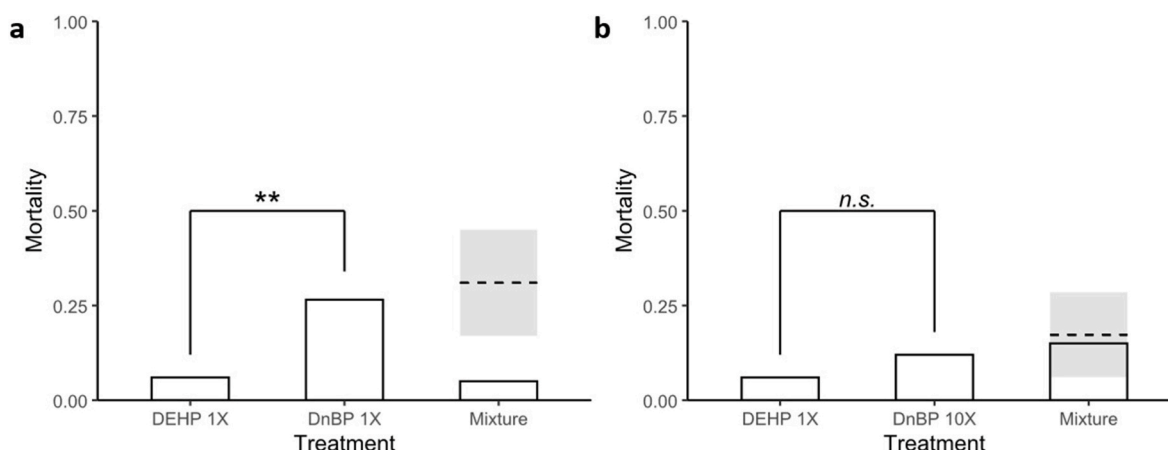 a
1.00
0.75
0.50
0.25
0.00
Mortality
**
DEHP 1X
DnBP 1X
Mixture
Treatment
b
1.00
0.75
0.50
0.25
0.00
Mortality
n.s.
DEHP 1X
DnBP 10X
Mixture
Treatment